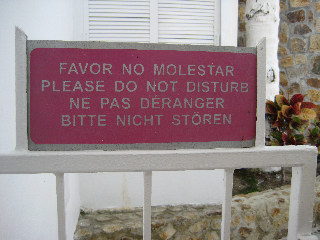 FAVOR NO MOLESTAR
PLEASE DO NOT DISTURB
NE PAS DÉRANGER
BITTE NICHT STÖREN